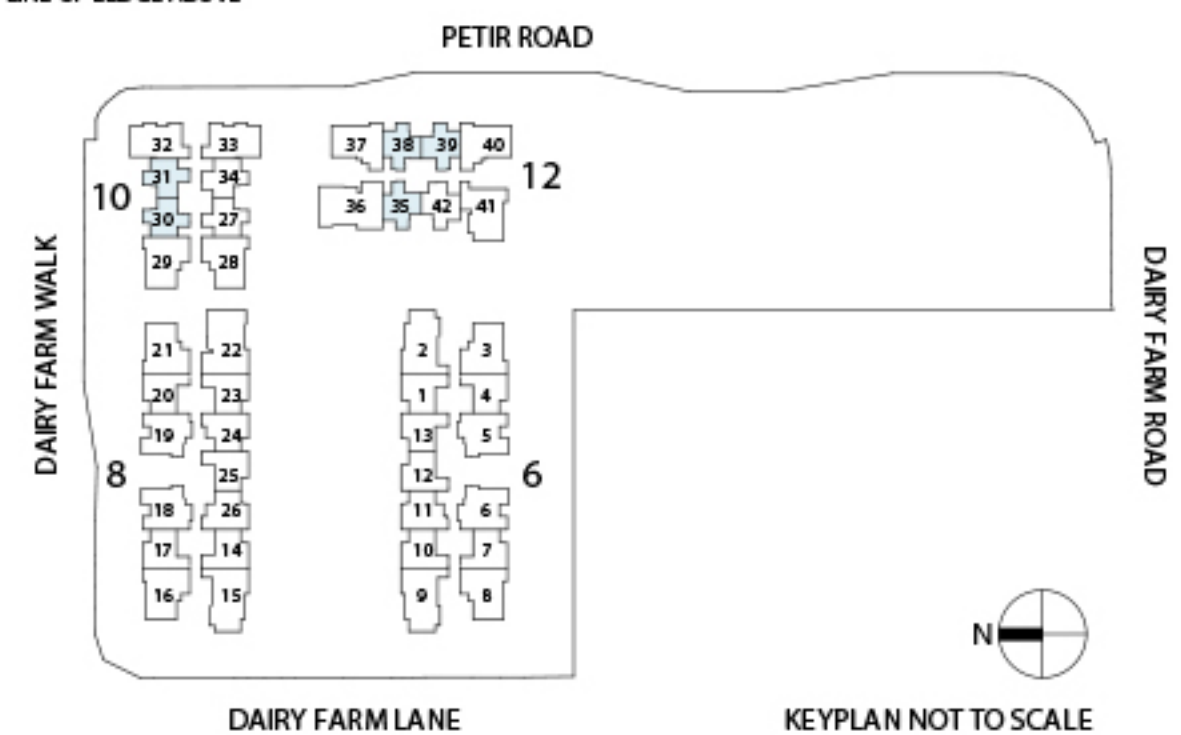 PETIR ROAD
32 33 37 38 39 40
31 34 12
10 36 35 42 41
30 27
29 28
DAIRY FARM WALK
DAIRY FARM ROAD
21 22 2 3
20 23 1 4
19 24 13 5
8 25 12 6
18 26 11 6
17 14 10 7
16 15 9 8
N
DAIRY FARM LANE
KEYPLAN NOT TO SCALE